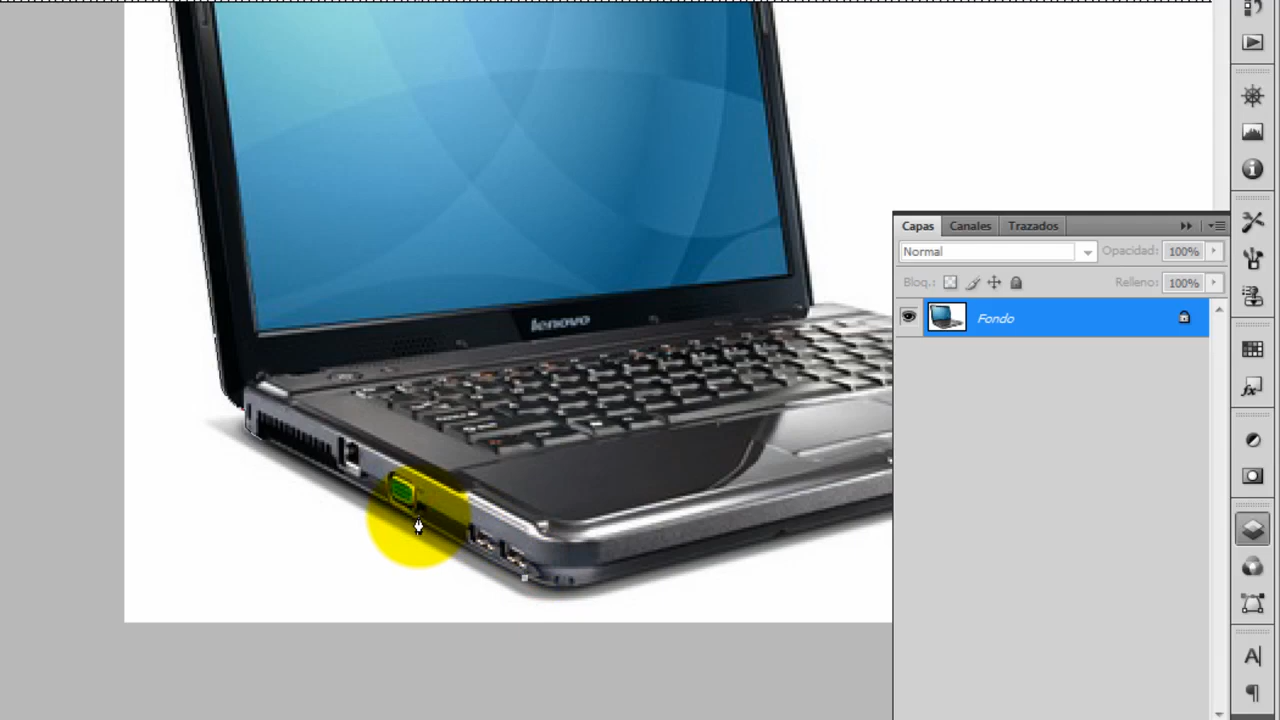 Capas Canales Trazados
Normal Opacidad: 100%
Bloq.: Relleno: 100%
Fondo
lenovo